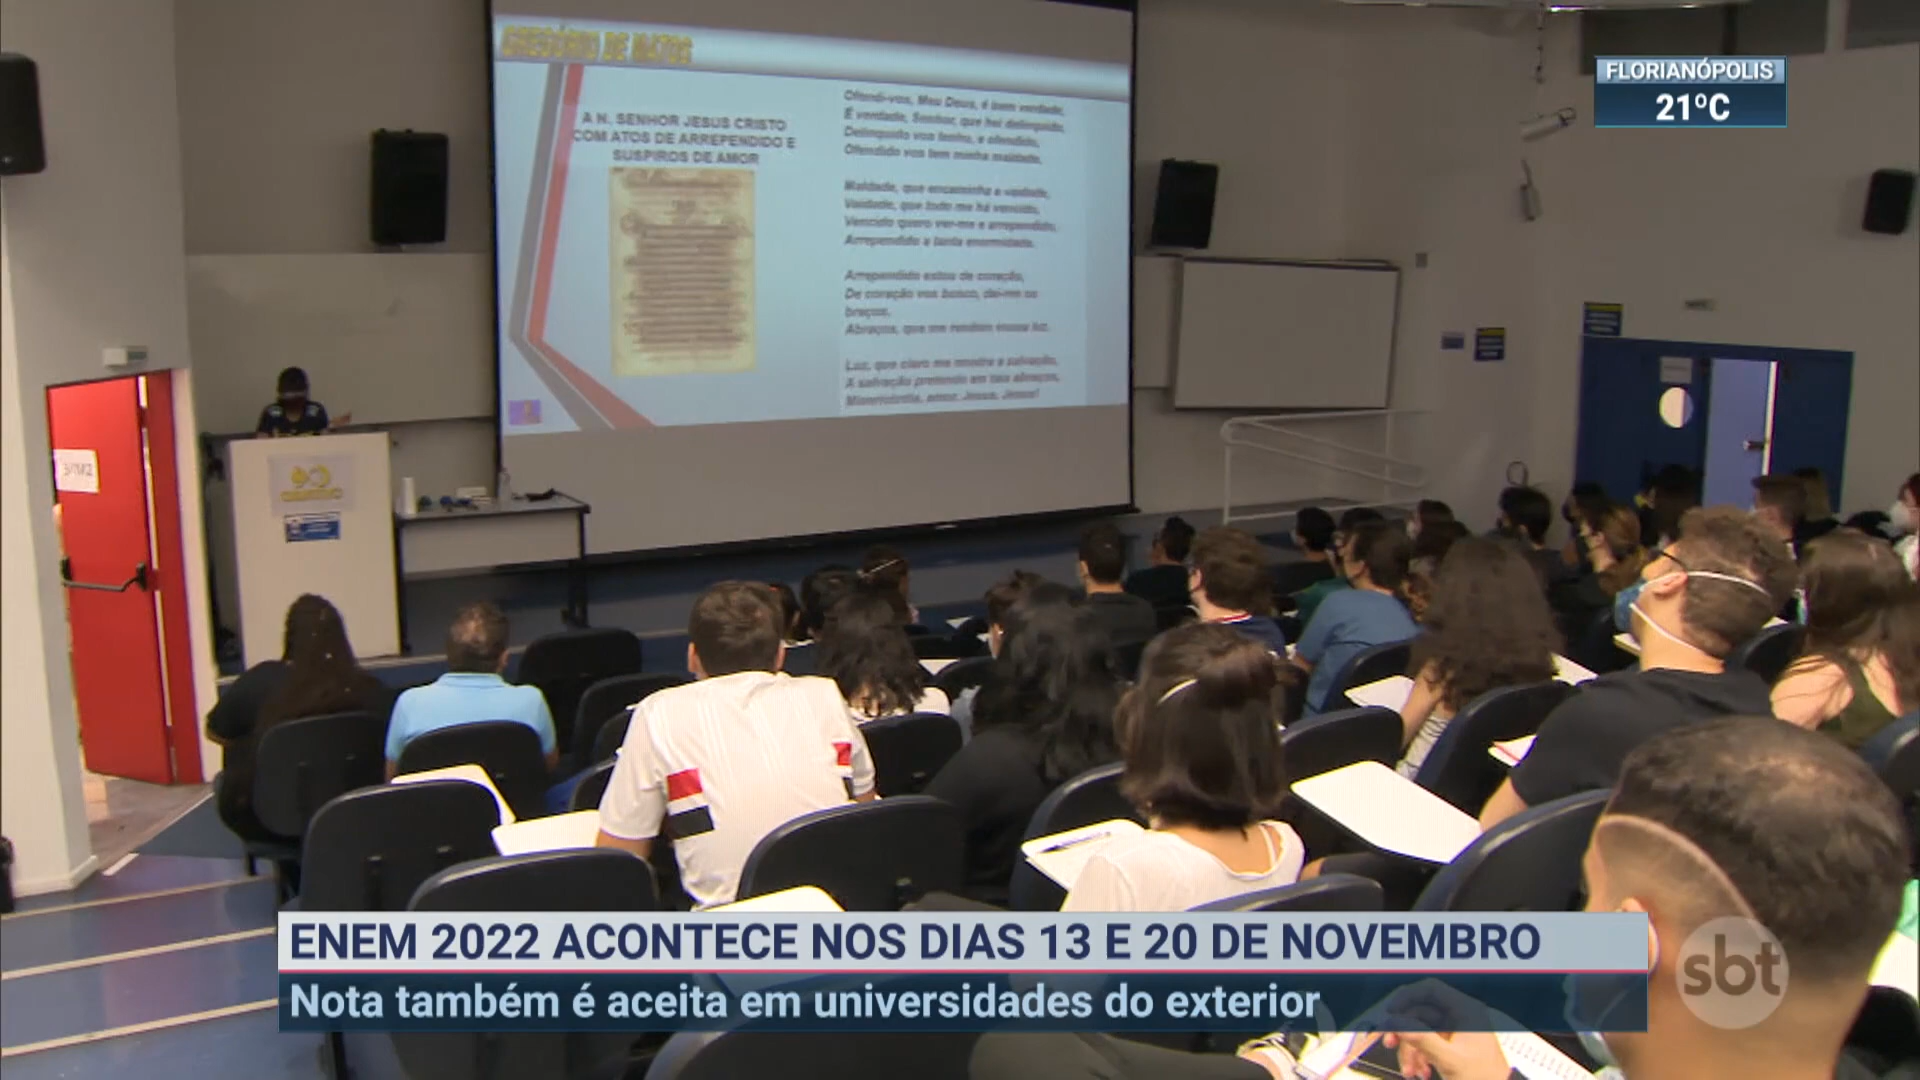 GREGÓRIO DE MATOS
A N. SENHOR JESUS CRISTO
COM ATOS DE ARREPENDIDO E
SUSPIROS DE AMOR
Ofendi-vos, Meu Deus, é bem verdade,
É verdade, Senhor, que hei delinquido,
Delinquido vos tenho, e ofendido,
Ofendido vos tem minha maldade.
Maldade, que encaminha a vaidade,
Vaidade, que todo me há vencido,
Vencido quero ver-me e arrependido,
Arrependido a tanta enormidade.
Arrependido estou de coração,
De coração vos busco, dai-me os
braços,
Abraços, que me rendem vossa luz.
Luz, que claro me mostra a salvação,
A salvação pretendo em tais abraços,
Misericórdia, amor, Jesus, Jesus!
FLORIANÓPOLIS
21ºC
ENEM 2022 ACONTECE NOS DIAS 13 E 20 DE NOVEMBRO
Nota também é aceita em universidades do exterior
sbt